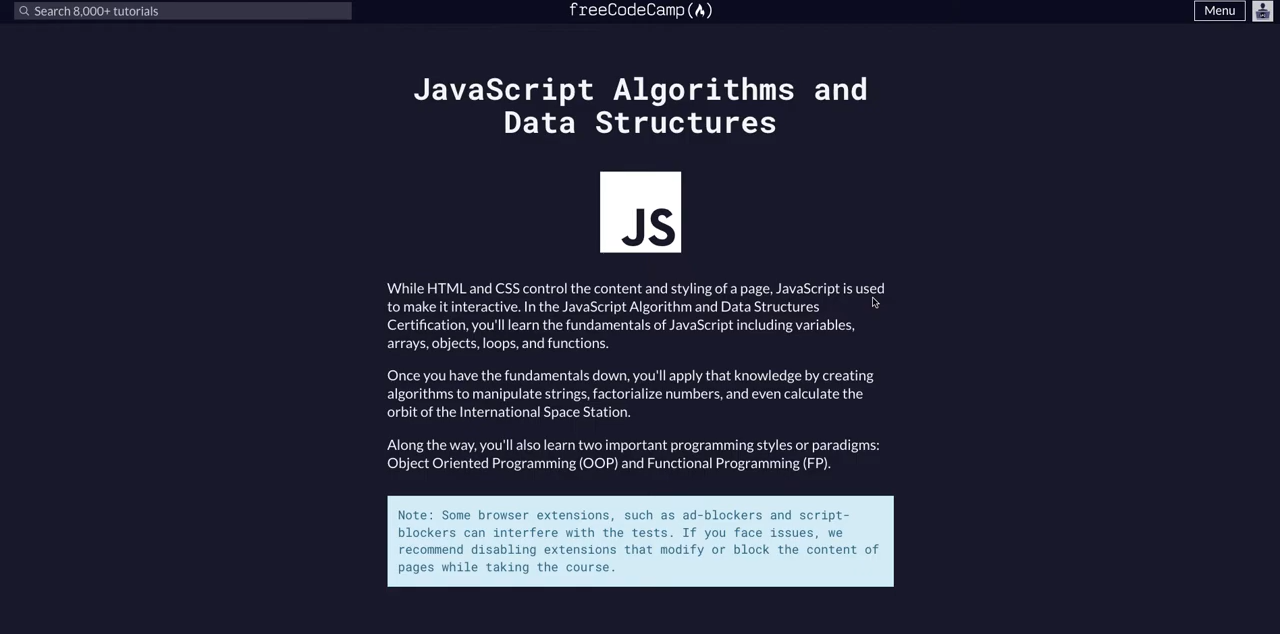 Search 8,000+ tutorials
freeCodeCamp
Menu
JavaScript Algorithms and
Data Structures
JS
While HTML and CSS control the content and styling of a page, JavaScript is used
to make it interactive. In the JavaScript Algorithm and Data Structures
Certification, you'll learn the fundamentals of JavaScript including variables,
arrays, objects, loops, and functions.
Once you have the fundamentals down, you'll apply that knowledge by creating
algorithms to manipulate strings, factorialize numbers, and even calculate the
orbit of the International Space Station.
Along the way, you'll also learn two important programming styles or paradigms:
Object Oriented Programming (OOP) and Functional Programming (FP).
Note: Some browser extensions, such as ad-blockers and script-
blockers can interfere with the tests. If you face issues, we
recommend disabling extensions that modify or block the content of
pages while taking the course.